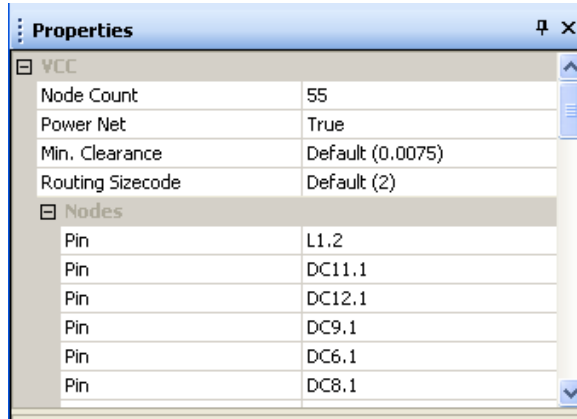 Properties
VCC
Node Count 55
Power Net True
Min. Clearance Default (0.0075)
Routing Sizecode Default (2)
Nodes
Pin L1.2
Pin DC11.1
Pin DC12.1
Pin DC9.1
Pin DC6.1
Pin DC8.1